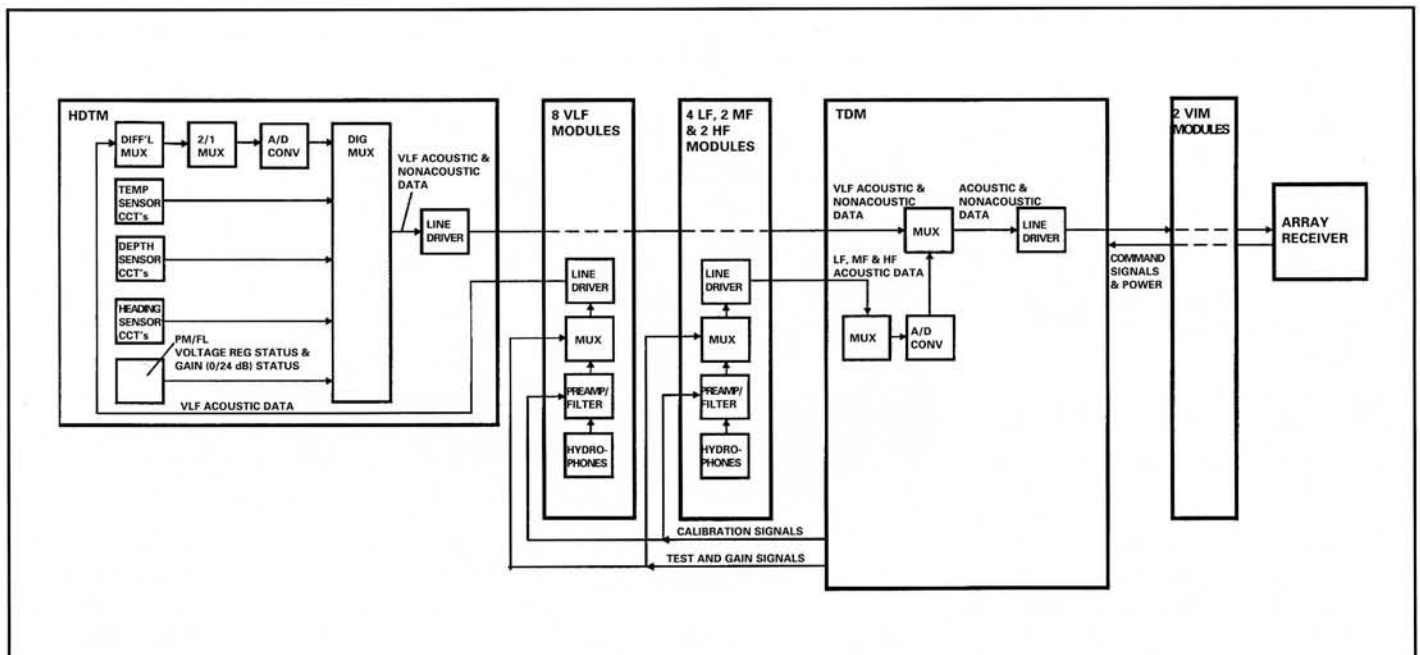 HDTM
DIFF'L
MUX
2/1
MUX
A/D
CONV
DIG
MUX
TEMP
SENSOR
CCT's
DEPTH
SENSOR
CCT's
HEADING
SENSOR
CCT's
PM/FL
VOLTAGE REG STATUS &
GAIN (0/24 dB) STATUS
VLF ACOUSTIC DATA
VLF ACOUSTIC &
NONACOUSTIC
DATA
LINE
DRIVER
8 VLF
MODULES
LINE
DRIVER
MUX
PREAMP/
FILTER
HYDRO-
PHONES
4 LF, 2 MF
& 2 HF
MODULES
LINE
DRIVER
MUX
PREAMP/
FILTER
HYDRO-
PHONES
CALIBRATION SIGNALS
TEST AND GAIN SIGNALS
TDM
VLF ACOUSTIC &
NONACOUSTIC
DATA
ACOUSTIC &
NONACOUSTIC
DATA
MUX
LINE
DRIVER
LF, MF & HF
ACOUSTIC DATA
MUX
A/D
CONV
COMMAND
SIGNALS
& POWER
2 VIM
MODULES
ARRAY
RECEIVER